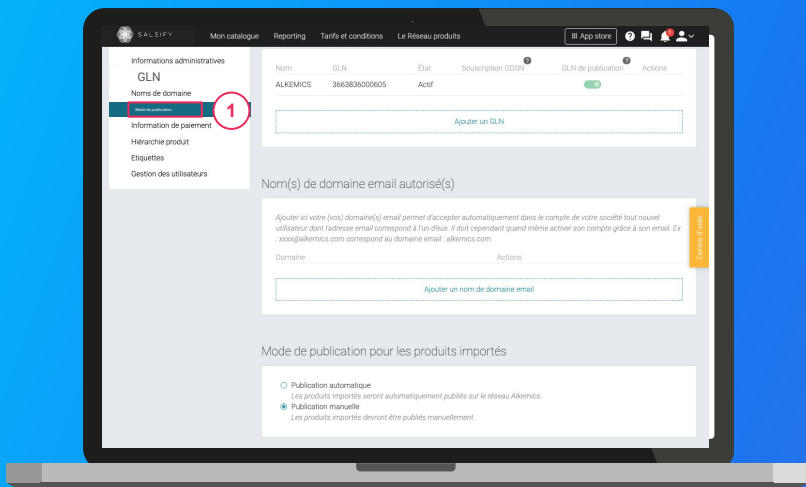 SALSIFY
Mon catalogue
Reporting
Tarifs et conditions
Le Réseau produits
App store
Informations administratives
GLN
Noms de domaine
Mode de publication
1
Information de paiement
Hiérarchie produit
Etiquettes
Gestion des utilisateurs
Nom GLN État Souscription GDSN GLN de publication Actions
ALKEMICS 3663836000605 Actif
Ajouter un GLN
Nom(s) de domaine email autorisé(s)
Ajouter ici votre (vos) domaine(s) email permet d'accepter automatiquement dans le compte de votre société tout nouvel
utilisateur dont l'adresse email correspond à l'un d'eux. Il doit cependant quand même activer son compte grâce à son email. Ex
: xxxx@alkemics.com correspond au domaine email : alkemics.com
Domaine Actions
Ajouter un nom de domaine email
Centre d'aide
Mode de publication pour les produits importés
Publication automatique
Les produits importés seront automatiquement publiés sur le réseau Alkemics.
Publication manuelle
Les produits importés devront être publiés manuellement.